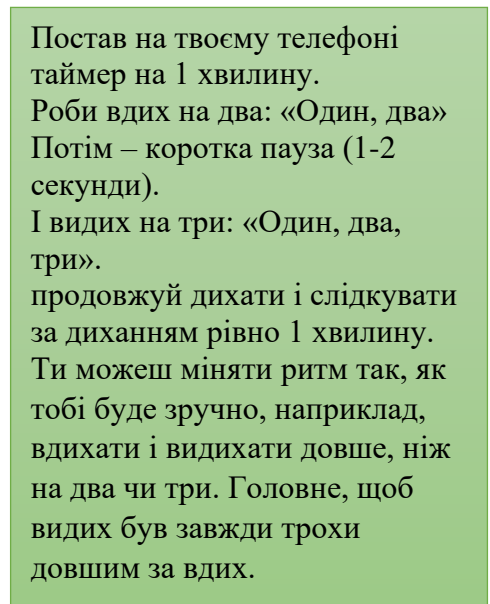 Постав на твоєму телефоні
таймер на 1 хвилину.
Роби вдих на два: «Один, два»
Потім – коротка пауза (1-2
секунди).
І видих на три: «Один, два,
три».
продовжуй дихати і слідкувати
за диханням рівно 1 хвилину.
Ти можеш міняти ритм так, як
тобі буде зручно, наприклад,
вдихати і видихати довше, ніж
на два чи три. Головне, щоб
видих був завжди трохи
довшим за вдих.